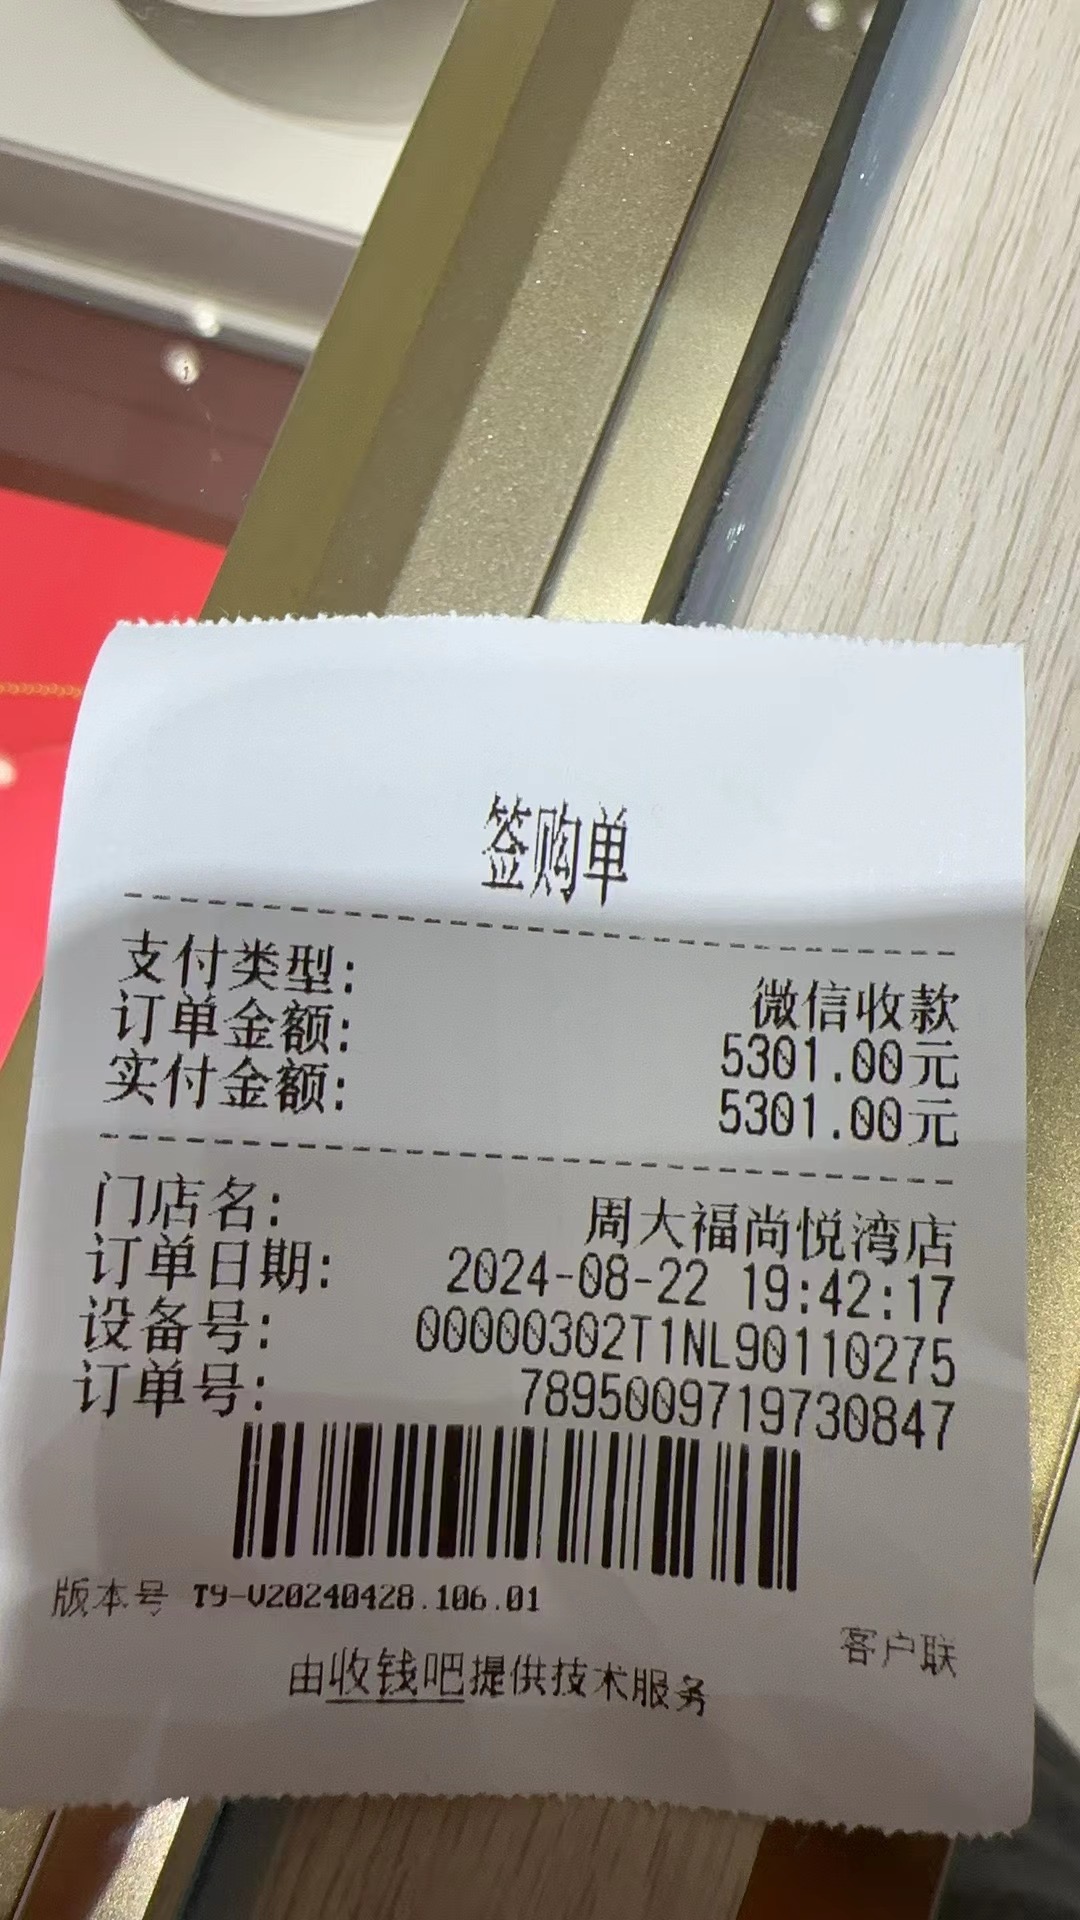 签购单
支付类型: 微信收款
订单金额: 5301.00元
实付金额: 5301.00元
门店名: 周大福尚悦湾店
订单日期: 2024-08-22 19:42:17
设备号: 00000302T1NL90110275
订单号: 7895009719730847
版本号 T9-V20240428.106.01
客户联
由收钱吧提供技术服务